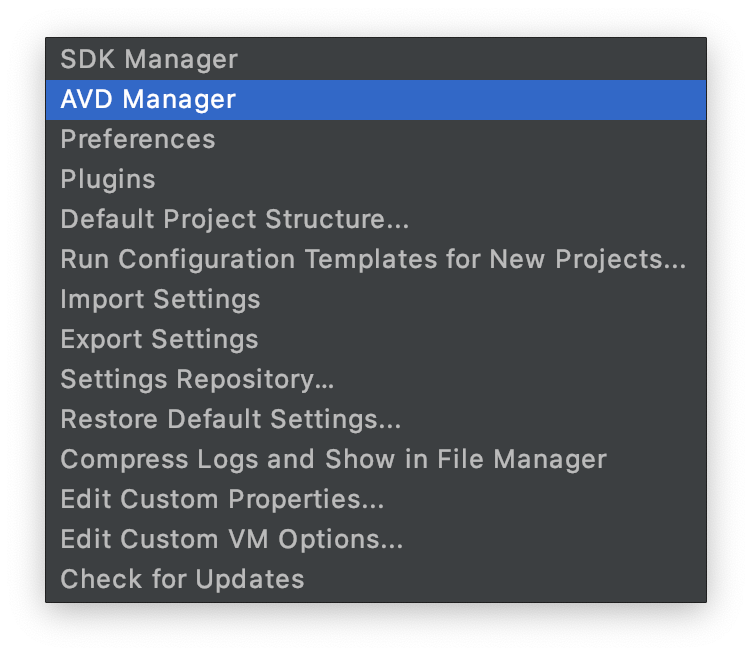 SDK Manager
AVD Manager
Preferences
Plugins
Default Project Structure...
Run Configuration Templates for New Projects...
Import Settings
Export Settings
Settings Repository...
Restore Default Settings...
Compress Logs and Show in File Manager
Edit Custom Properties...
Edit Custom VM Options...
Check for Updates